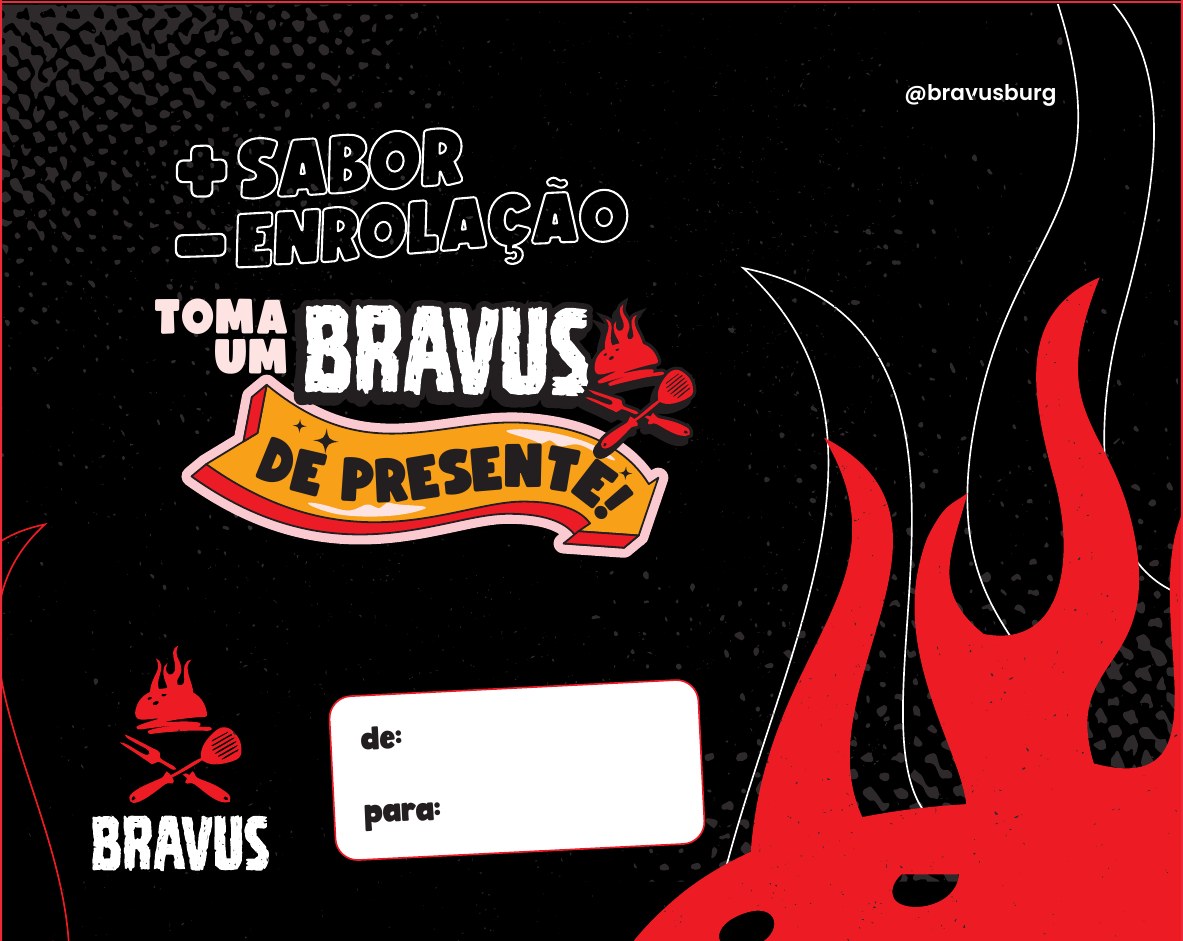 @bravusburg
+ SABOR
– ENROLAÇÃO
TOMA
UM BRAVUS
DE PRESENTE!
de:
para:
BRAVUS